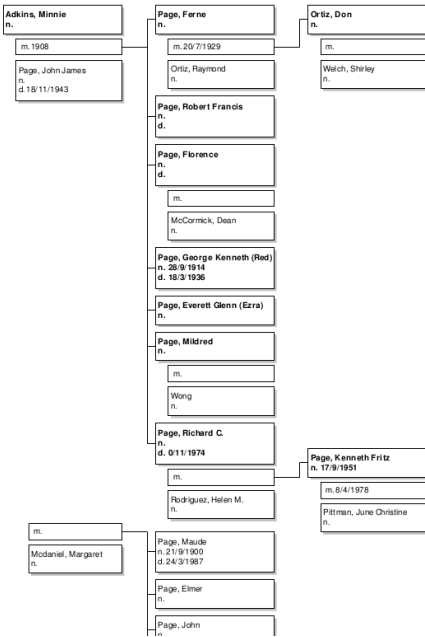 Adkins, Minnie
n.
m. 1908
Page, John James
n.
d. 18/11/1943
Page, Ferne
n.
m. 20/7/1929
Ortiz, Raymond
n.
Ortiz, Don
n.
m.
Welch, Shirley
n.
Page, Robert Francis
n.
d.
Page, Florence
n.
d.
m.
McCormick, Dean
n.
Page, George Kenneth (Red)
n. 28/9/1914
d. 18/3/1936
Page, Everett Glenn (Ezra)
n.
Page, Mildred
n.
m.
Wong
n.
Page, Richard C.
n.
d. 0/11/1974
m.
Rodriguez, Helen M.
n.
Page, Kenneth Fritz
n. 17/9/1951
m. 8/4/1978
Pittman, June Christine
n.
m.
Mcdaniel, Margaret
n.
Page, Maude
n. 21/9/1900
d. 24/3/1987
Page, Elmer
n.
Page, John
n.